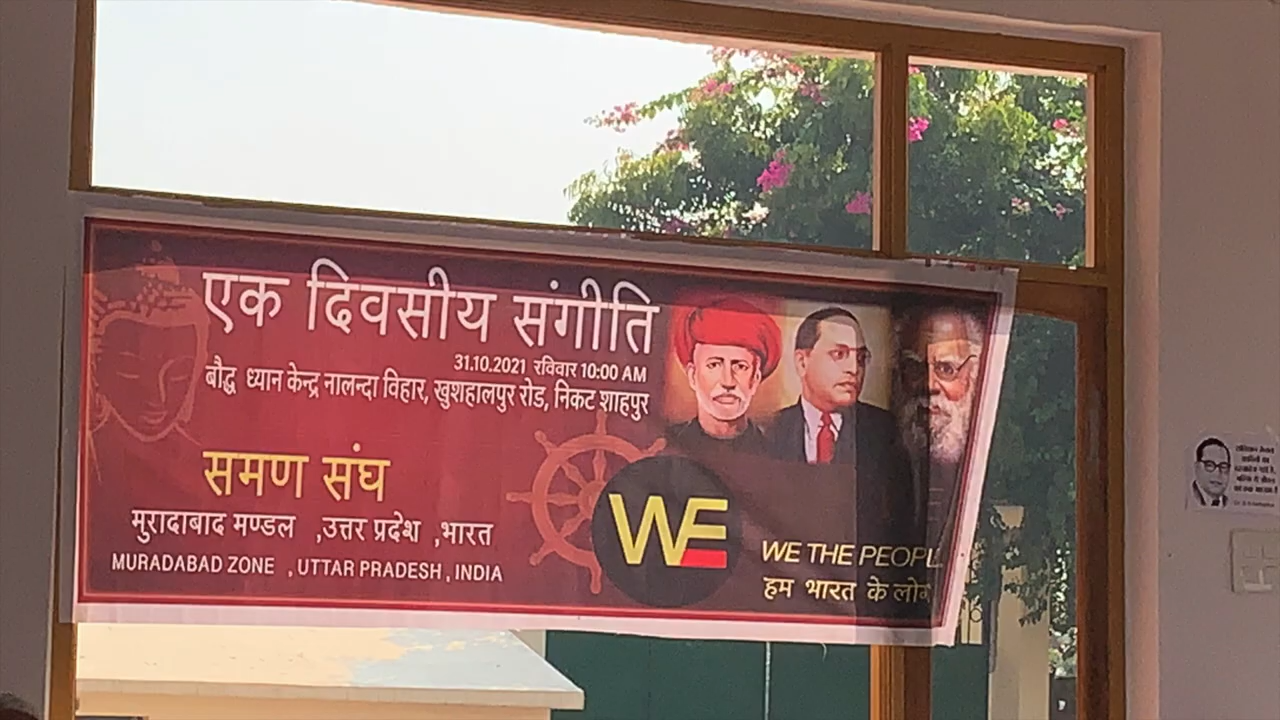 एक दिवसीय संगीति
31.10.2021 रविवार 10:00 AM
बौद्ध ध्यान केन्द्र नालन्दा विहार, खुशहालपुर रोड, निकट शाहपुर
समण संघ
मुरादाबाद मण्डल ,उत्तर प्रदेश ,भारत
MURADABAD ZONE , UTTAR PRADESH , INDIA
WE
WE THE PEOPL
हम भारत के लोग